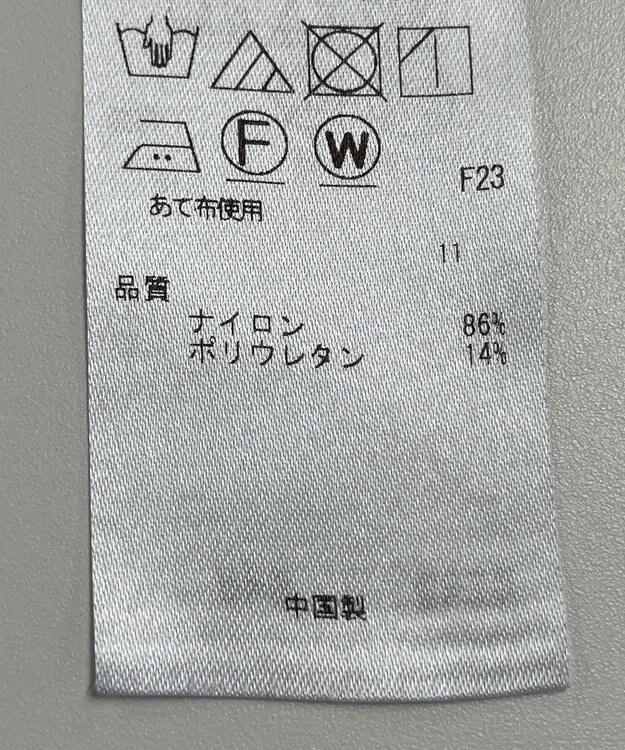 F W
F23
あて布使用
11
品質
ナイロン 86%
ポリウレタン 14%
中国製